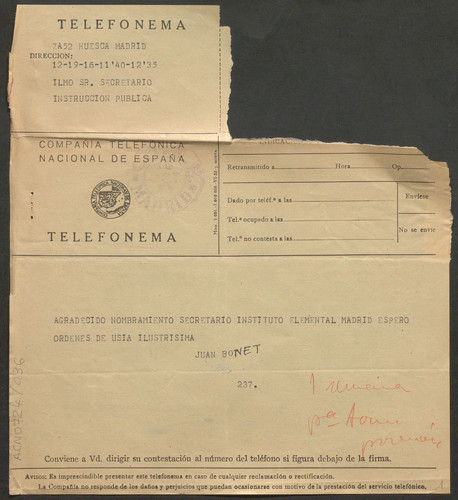 TELEFONEMA
7A52 HUESCA MADRID
DIRECCION:
12-19-16-11'40-12'35
ILMO SR. SECRETARIO
INSTRUCCION PUBLICA
COMPAÑIA TELEFONICA
NACIONAL DE ESPAÑA
MADRID
TELEFONEMA
Retransmitido a Hora Op.
Dado por teléf.º a las
Tel.º ocupado a las
Tel.º no contesta a las
Envíese
No se envíe
AGRADECIDO NOMBRAMIENTO SECRETARIO INSTITUTO ELEMENTAL MADRID ESPERO
ORDENES DE USIA ILUSTRISIMA
JUAN BONET
237.
Conviene a Vd. dirigir su contestación al número del teléfono si figura debajo de la firma.
AVISO: Es imprescindible presentar este telefonema en caso de cualquier reclamación o rectificación.
La Compañía no responde de los daños y perjuicios que puedan ocasionarse con motivo de la prestación del servicio telefónico.